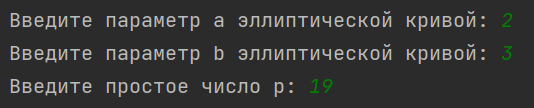 Введите параметр a эллиптической кривой: 2
Введите параметр b эллиптической кривой: 3
Введите простое число p: 19